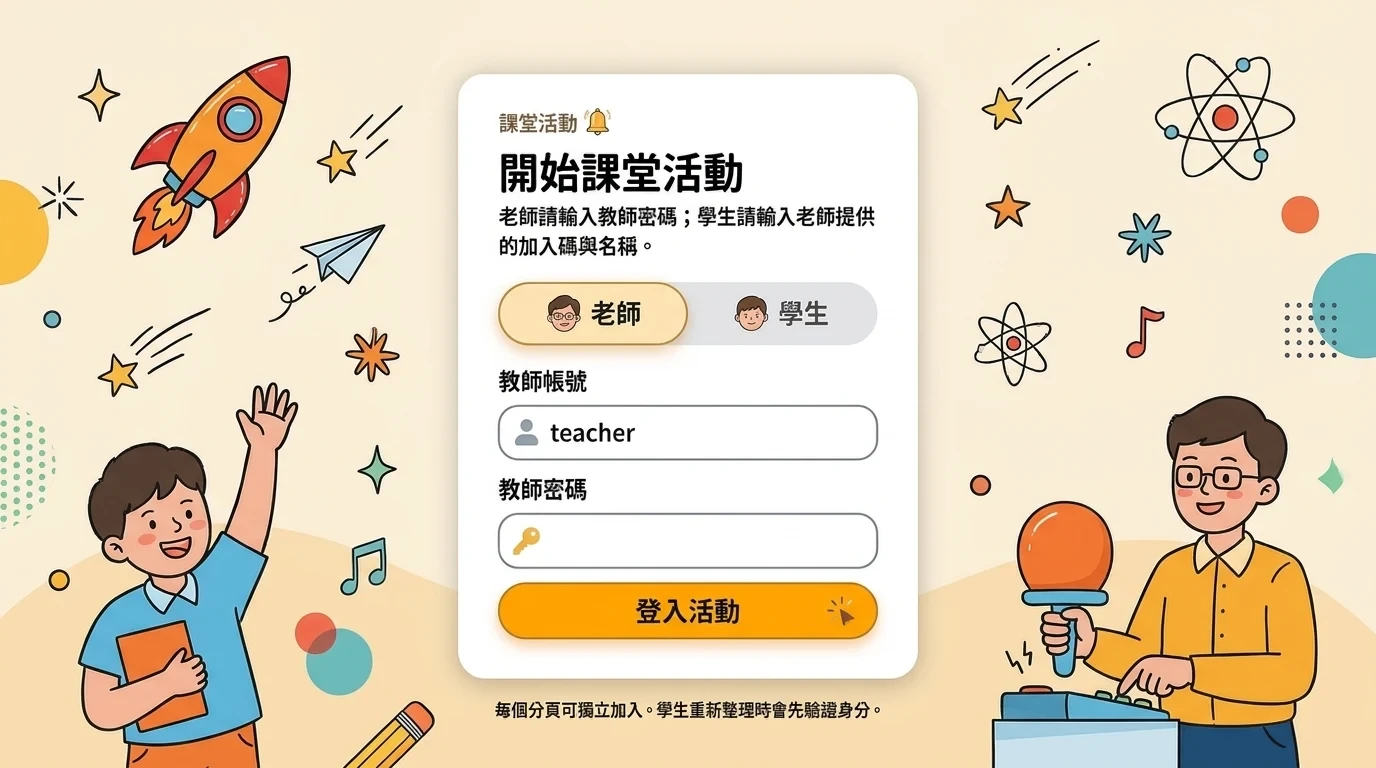 課堂活動
開始課堂活動
老師請輸入教師密碼；學生請輸入老師提供
的加入碼與名稱。
老師
學生
教師帳號
teacher
教師密碼
登入活動
每個分頁可獨立加入。學生重新整理時會先驗證身分。